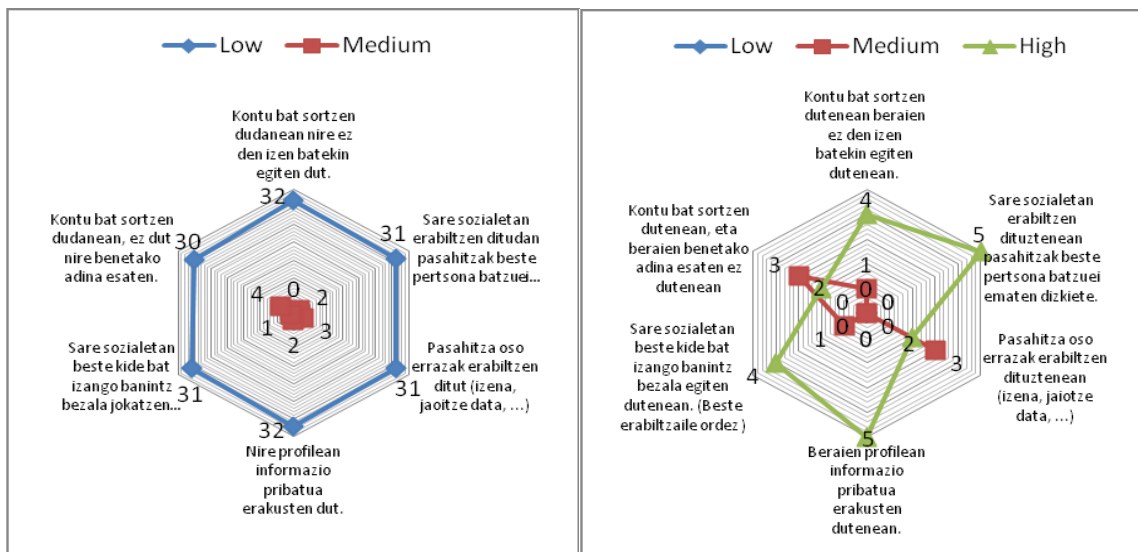 Low Medium
Kontu bat sortzen
dudanean nire ez
den izen batekin
egiten dut.
32
Sare sozialetan
erabiltzen ditudan
pasahitzak beste
pertsona batzuei...
31
Pasahitza oso
errazak erabiltzen
ditut (izena,
jaoitze data, ...)
31
Nire profilean
informazio
pribatua
erakusten dut.
32
Sare sozialetan
beste kide bat
izango banintz
bezala jokatzen...
31
Kontu bat sortzen
dudanean, ez dut
nire benetako
adina esaten.
30
0
2
3
2
1
4
Low Medium High
Kontu bat sortzen
dutenean beraien
ez den izen
batekin egiten
dutenean.
4
Sare sozialetan
erabiltzen
dituztenean
pasahitzak beste
pertsona batzuei
ematen dizkiete.
5
Pasahitza oso
errazak erabiltzen
dituztenean
(izena, jaiotze
data, ...)
2
3
Beraien profilean
informazio
pribatua
erakusten
dutenean.
5
Sare sozialetan
beste kide bat
izango banintz
bezala egiten
dutenean. (Beste
erabiltzaile ordez )
4
Kontu bat sortzen
dutenean, eta
beraien benetako
adina esaten ez
dutenean
3
2
1
0
0
0
0
0
0
1